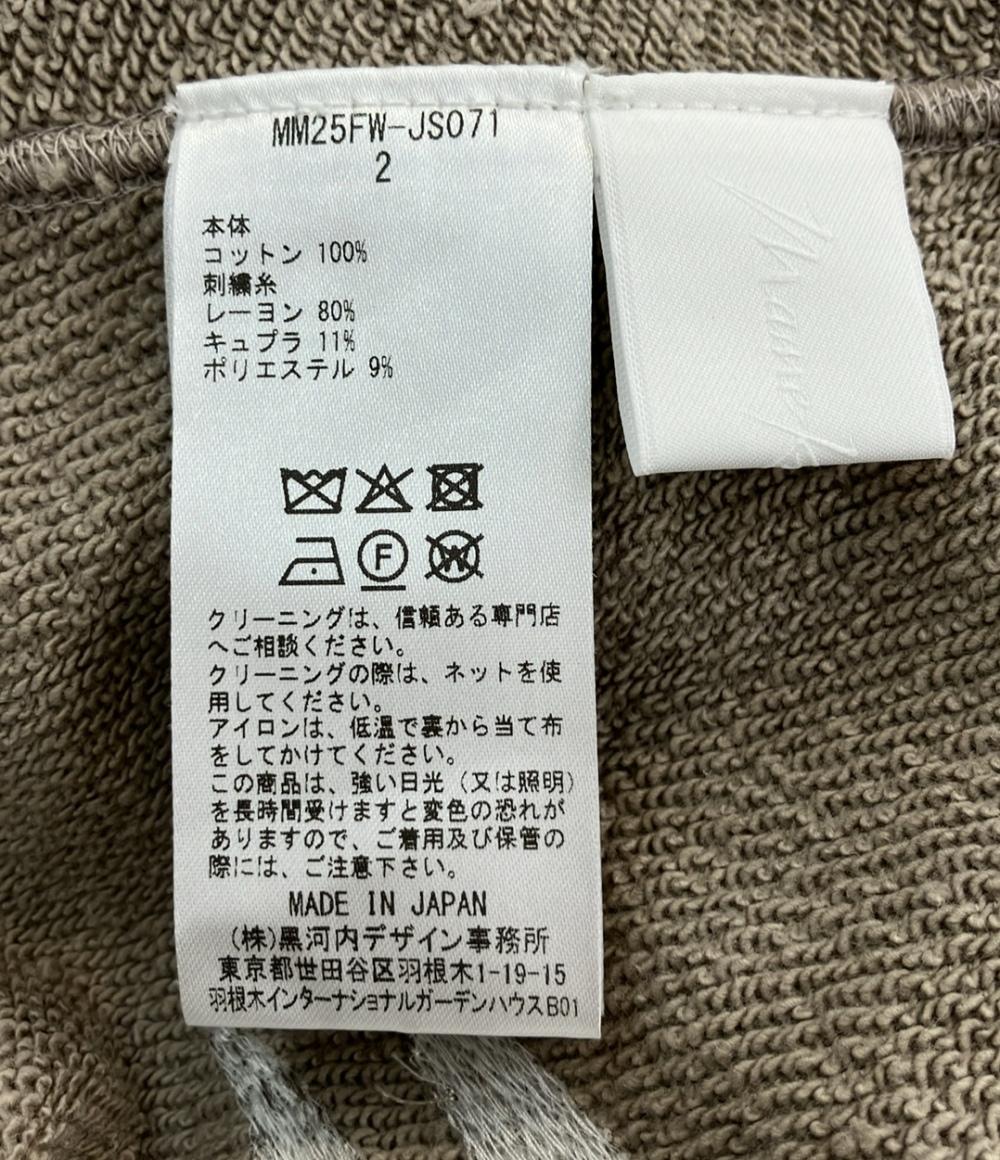 MM25FW-JS071
2
本体
コットン 100%
刺繍糸
レーヨン 80%
キュプラ 11%
ポリエステル 9%
F
W
クリーニングは、信頼ある専門店
へご相談ください。
クリーニングの際は、ネットを使
用してください。
アイロンは、低温で裏から当て布
をしてかけてください。
この商品は、強い日光（又は照明）
を長時間受けますと変色の恐れが
ありますので、ご着用及び保管の
際には、ご注意下さい。
MADE IN JAPAN
(株)黒河内デザイン事務所
東京都世田谷区羽根木1-19-15
羽根木インターナショナルガーデンハウスB01